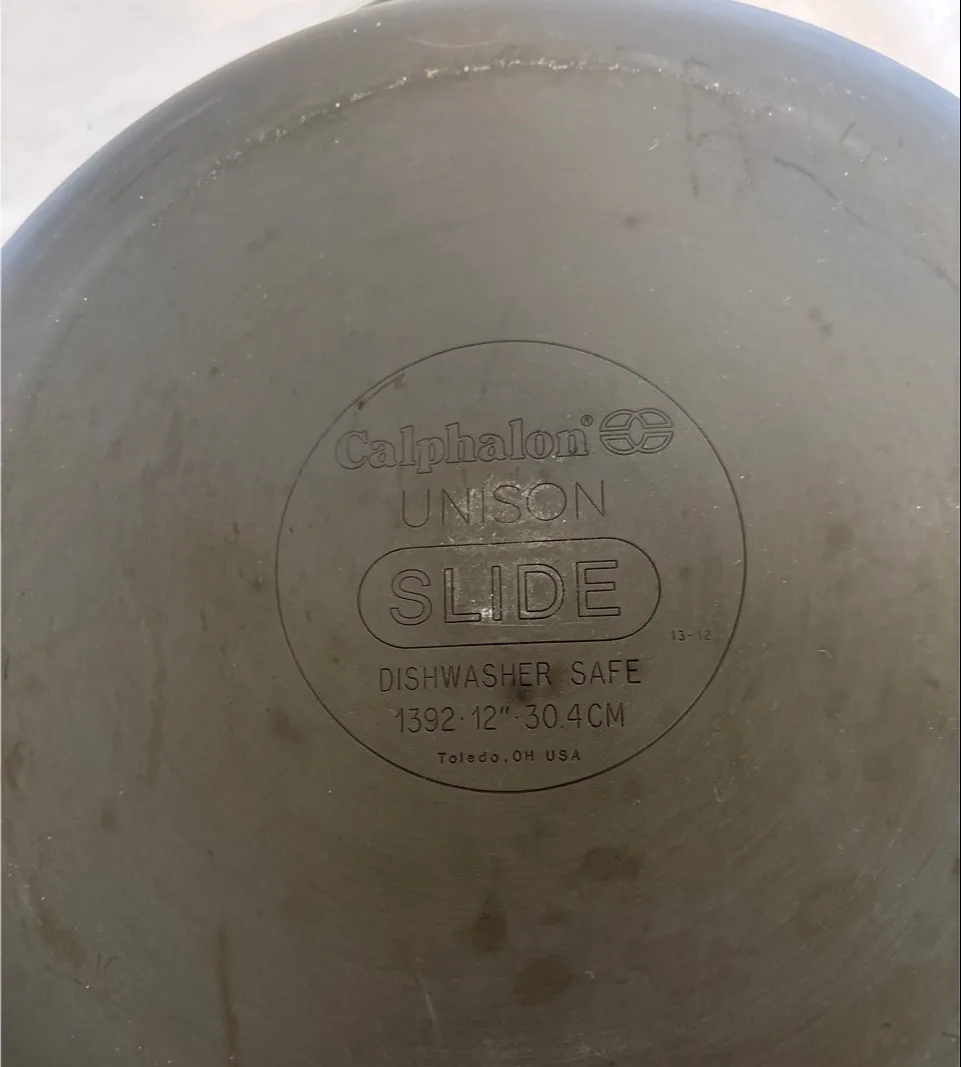 Calphalon®
UNISON
SLIDE
13-12
DISHWASHER SAFE
1392·12"·30.4CM
Toledo, OH USA